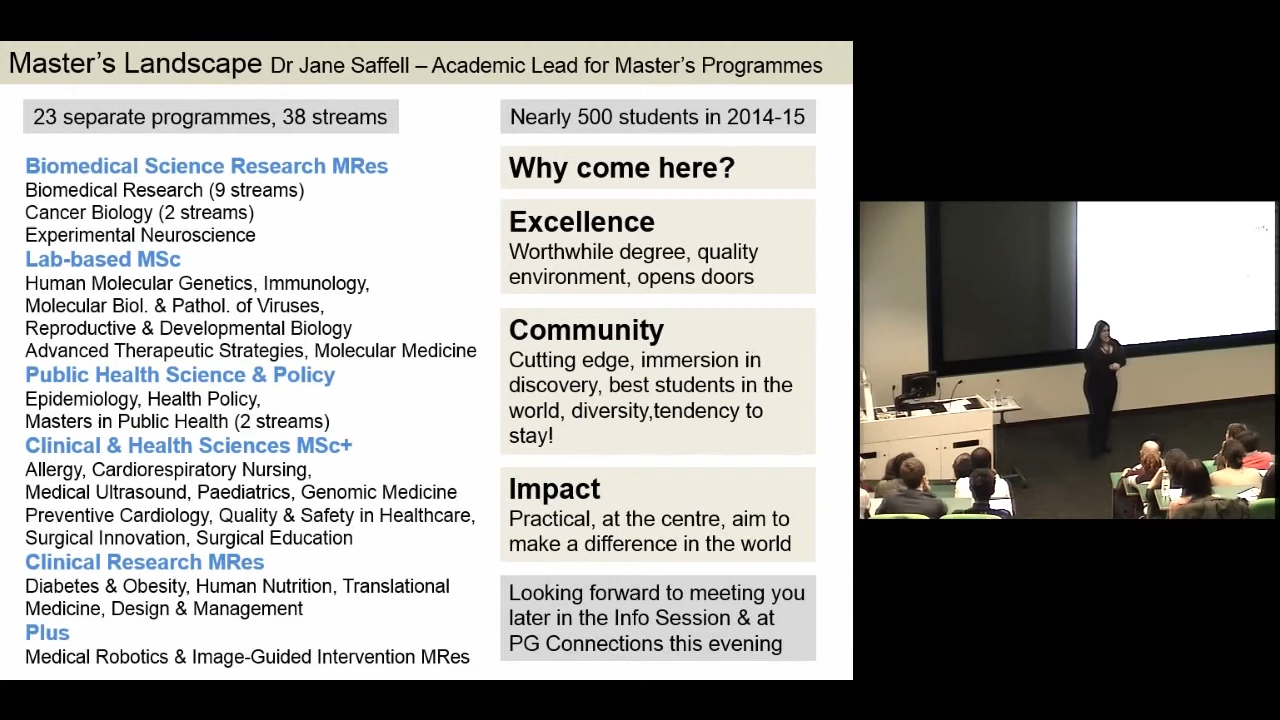 Master's Landscape Dr Jane Saffell – Academic Lead for Master's Programmes
23 separate programmes, 38 streams
Biomedical Science Research MRes
Biomedical Research (9 streams)
Cancer Biology (2 streams)
Experimental Neuroscience
Lab-based MSc
Human Molecular Genetics, Immunology,
Molecular Biol. & Pathol. of Viruses,
Reproductive & Developmental Biology
Advanced Therapeutic Strategies, Molecular Medicine
Public Health Science & Policy
Epidemiology, Health Policy,
Masters in Public Health (2 streams)
Clinical & Health Sciences MSc+
Allergy, Cardiorespiratory Nursing,
Medical Ultrasound, Paediatrics, Genomic Medicine
Preventive Cardiology, Quality & Safety in Healthcare,
Surgical Innovation, Surgical Education
Clinical Research MRes
Diabetes & Obesity, Human Nutrition, Translational
Medicine, Design & Management
Plus
Medical Robotics & Image-Guided Intervention MRes
Nearly 500 students in 2014-15
Why come here?
Excellence
Worthwhile degree, quality
environment, opens doors
Community
Cutting edge, immersion in
discovery, best students in the
world, diversity,tendency to
stay!
Impact
Practical, at the centre, aim to
make a difference in the world
Looking forward to meeting you
later in the Info Session & at
PG Connections this evening